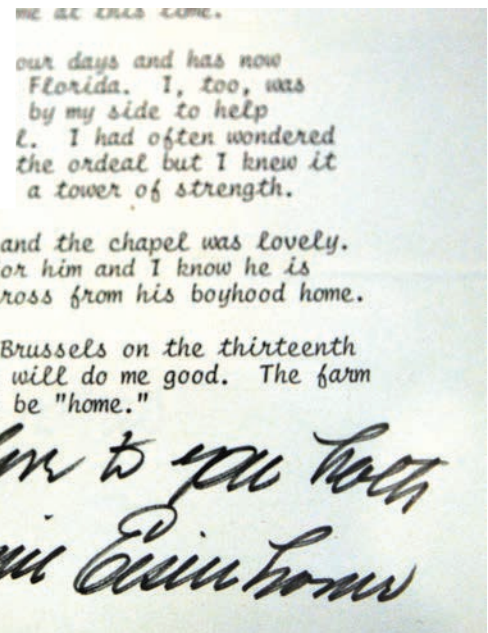 me at this time.
our days and has now
Florida. I, too, was
by my side to help
l. I had often wondered
the ordeal but I knew it
a tower of strength.
and the chapel was lovely.
or him and I know he is
ross from his boyhood home.
Brussels on the thirteenth
will do me good. The farm
be "home."
to you both
Eisenhower